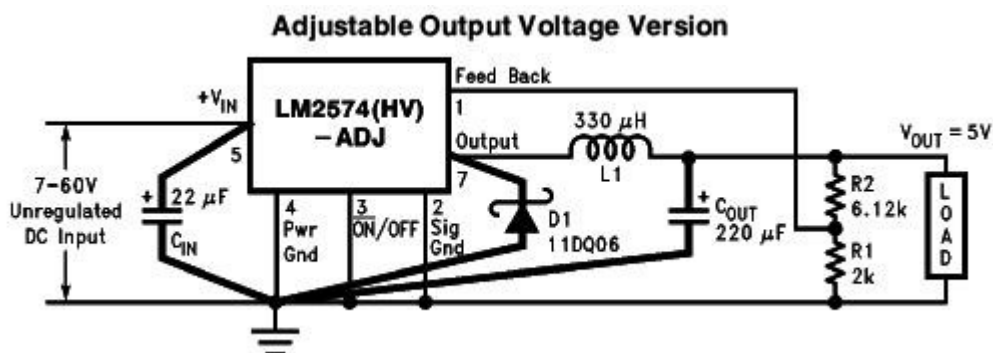 Adjustable Output Voltage Version
+VIN
5
LM2574(HV)
–ADJ
Feed Back
1
Output
7
330 μH
L1
VOUT = 5V
7-60V
Unregulated
DC Input
+
22 μF
CIN
4
Pwr
Gnd
3
ON/OFF
2
Sig
Gnd
D1
11DQ06
+
COUT
220 μF
R2
6.12k
R1
2k
LOAD